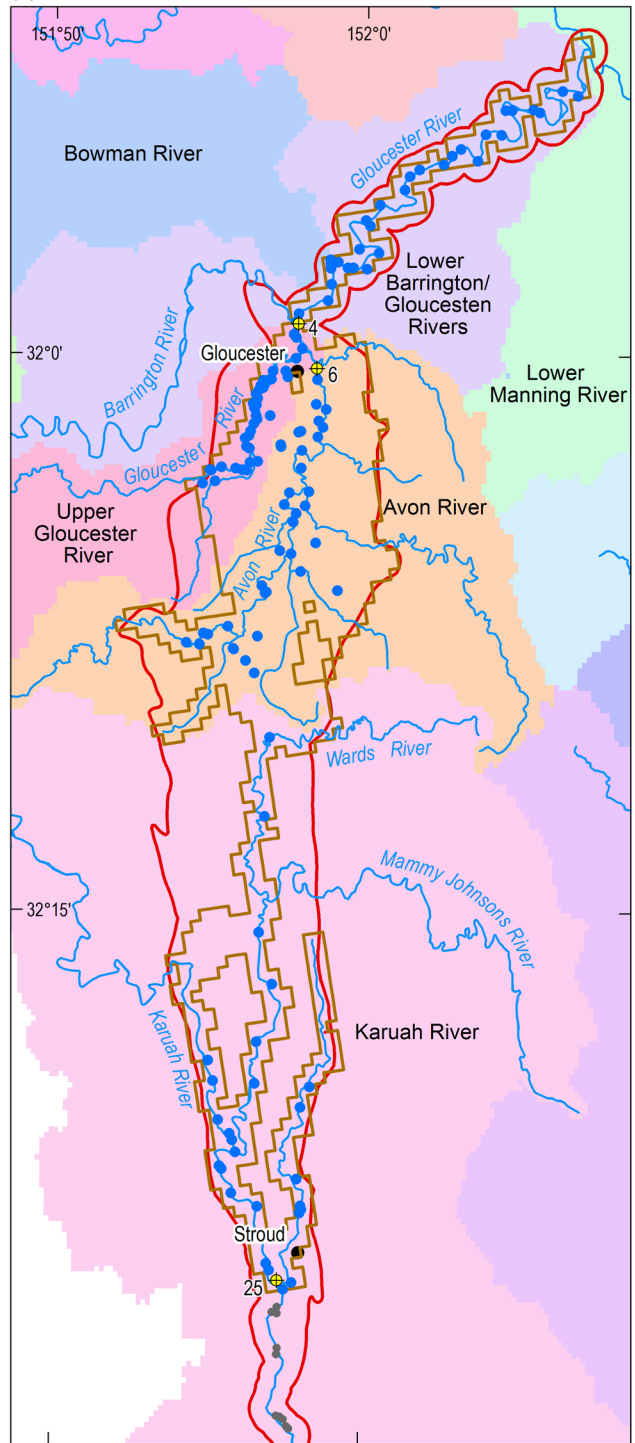 151°50'
152°0'
Bowman River
Gloucester River
Lower
Barrington/
Gloucesten
Rivers
4
32°0'
Gloucester
6
Barrington River
Lower
Manning River
Gloucester River
Upper
Gloucester
River
Avon River
Avon River
Wards River
Mammy Johnsons River
32°15'
Karuah River
Karuah River
Stroud
25